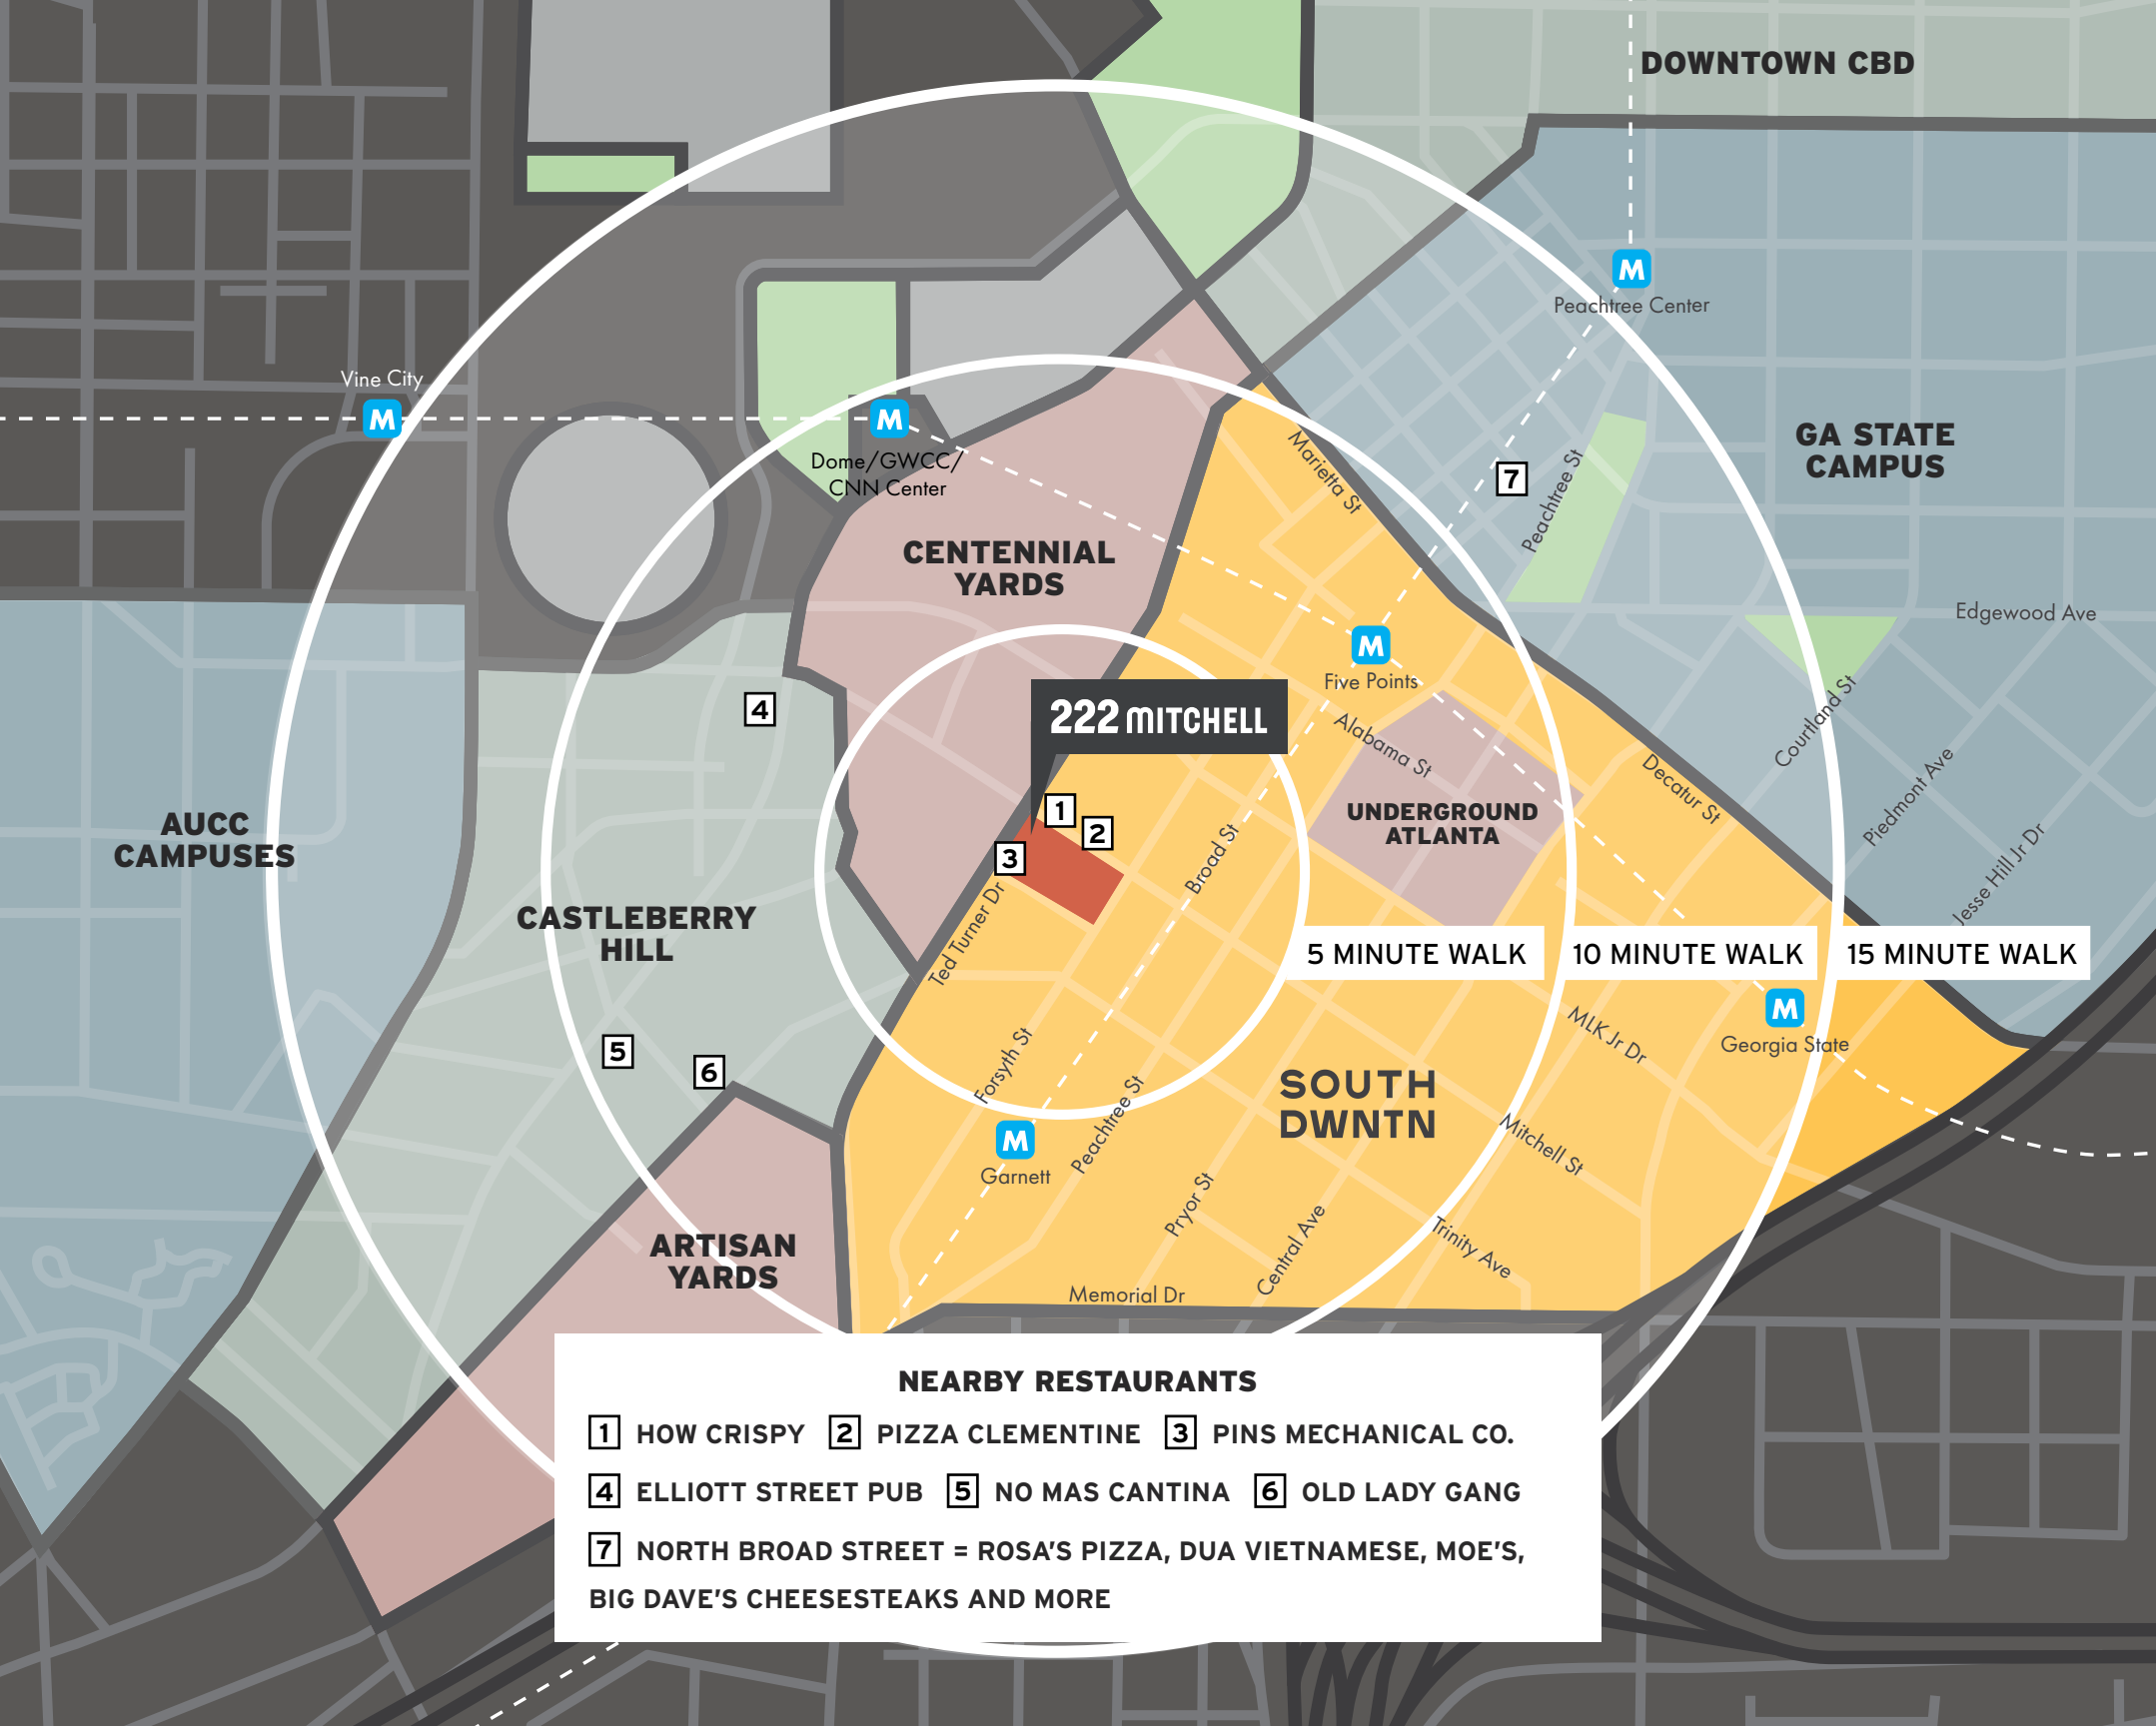 DOWNTOWN CBD
M
Peachtree Center
Vine City
M
M
Dome/GWCC/
CNN Center
Marietta St
7
Peachtree St
GA STATE
CAMPUS
CENTENNIAL
YARDS
Edgewood Ave
M
Five Points
4
222 MITCHELL
Alabama St
Courtland St
Decatur St
Piedmont Ave
Jesse Hill Jr Dr
UNDERGROUND
ATLANTA
1
2
3
Broad St
AUCC
CAMPUSES
CASTLEBERRY
HILL
Ted Turner Dr
5 MINUTE WALK
10 MINUTE WALK
15 MINUTE WALK
M
Georgia State
MLK Jr Dr
5
6
Forsyth St
SOUTH
DWNTN
M
Garnett
Peachtree St
Mitchell St
Pryor St
Central Ave
Trinity Ave
ARTISAN
YARDS
Memorial Dr
NEARBY RESTAURANTS
1 HOW CRISPY 2 PIZZA CLEMENTINE 3 PINS MECHANICAL CO.
4 ELLIOTT STREET PUB 5 NO MAS CANTINA 6 OLD LADY GANG
7 NORTH BROAD STREET = ROSA'S PIZZA, DUA VIETNAMESE, MOE'S,
BIG DAVE'S CHEESESTEAKS AND MORE